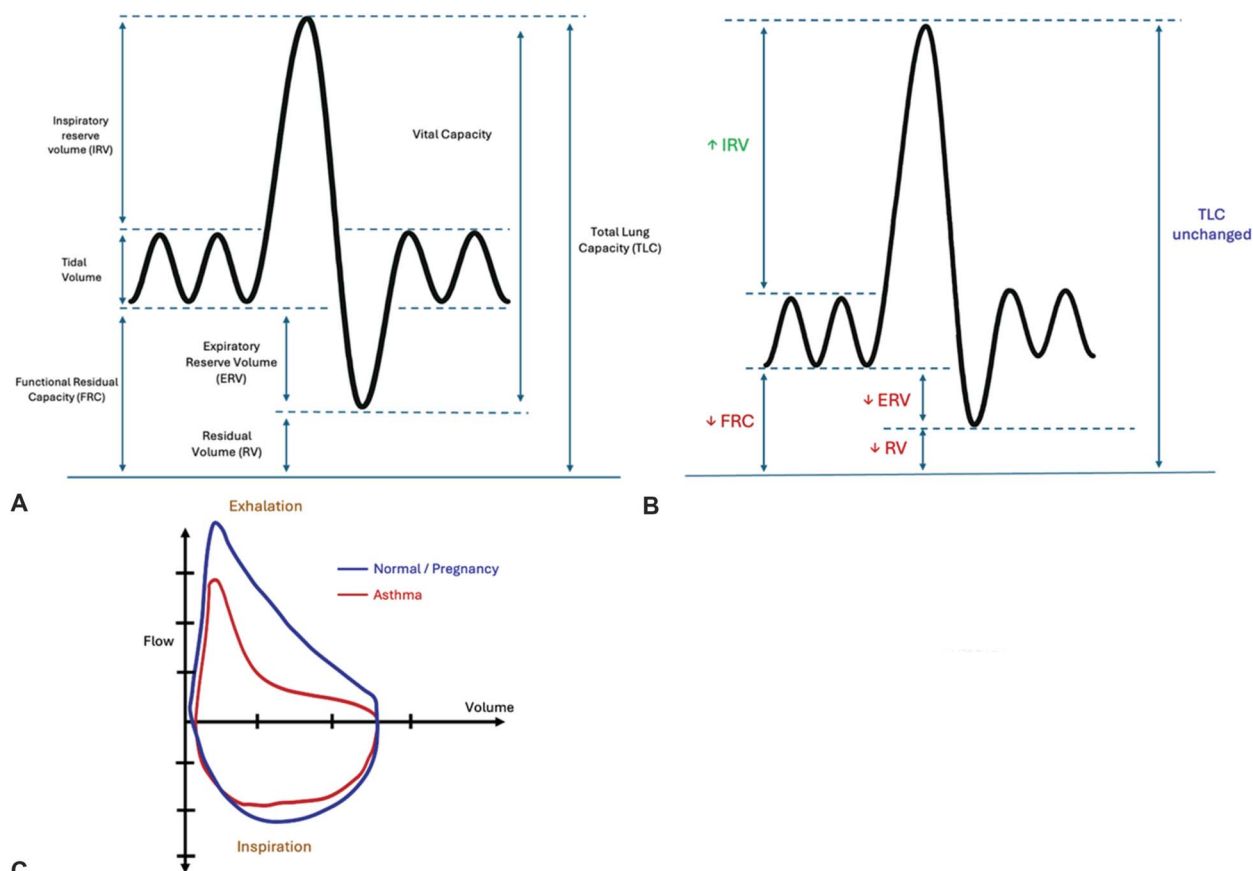 Inspiratory
reserve
volume (IRV)
Vital Capacity
Tidal
Volume
Total Lung
Capacity (TLC)
Expiratory
Reserve Volume
(ERV)
Functional Residual
Capacity (FRC)
Residual
Volume (RV)
A
↑ IRV
TLC
unchanged
↓ ERV
↓ FRC
↓ RV
B
Exhalation
Normal / Pregnancy
Asthma
Flow
Volume
Inspiration
C